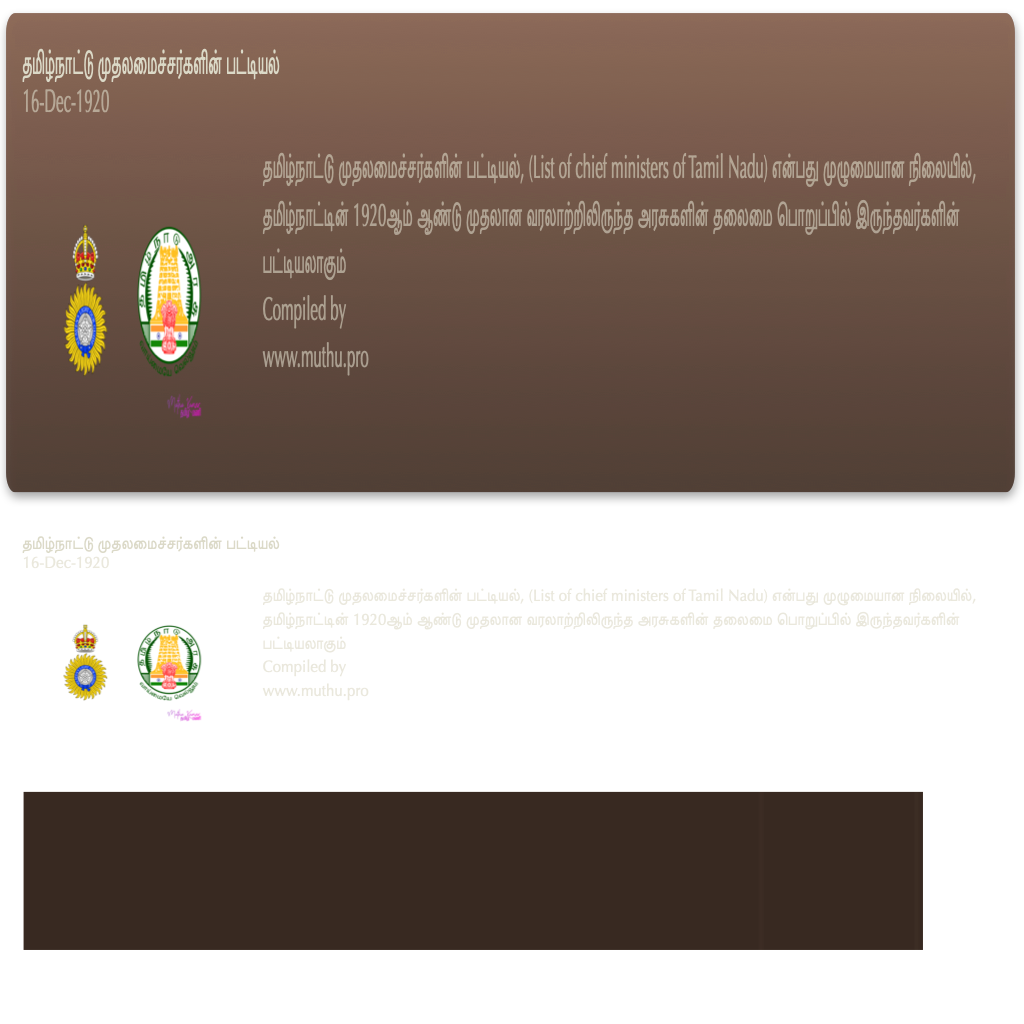 தமிழ்நாட்டு முதலமைச்சர்களின் பட்டியல்
16-Dec-1920
தமிழ்நாட்டு முதலமைச்சர்களின் பட்டியல், (List of chief ministers of Tamil Nadu) என்பது முழுமையான நிலையில்,
தமிழ்நாட்டின் 1920ஆம் ஆண்டு முதலான வரலாற்றிலிருந்த அரசுகளின் தலைமை பொறுப்பில் இருந்தவர்களின்
பட்டியலாகும்
Compiled by
www.muthu.pro
தமிழ்நாடு அரசு
தமிழ்நாட்டு முதலமைச்சர்களின் பட்டியல்
16-Dec-1920
தமிழ்நாட்டு முதலமைச்சர்களின் பட்டியல், (List of chief ministers of Tamil Nadu) என்பது முழுமையான நிலையில்,
தமிழ்நாட்டின் 1920ஆம் ஆண்டு முதலான வரலாற்றிலிருந்த அரசுகளின் தலைமை பொறுப்பில் இருந்தவர்களின்
பட்டியலாகும்
Compiled by
www.muthu.pro
தமிழ்நாடு அரசு
வாய்மையே வெல்லும்